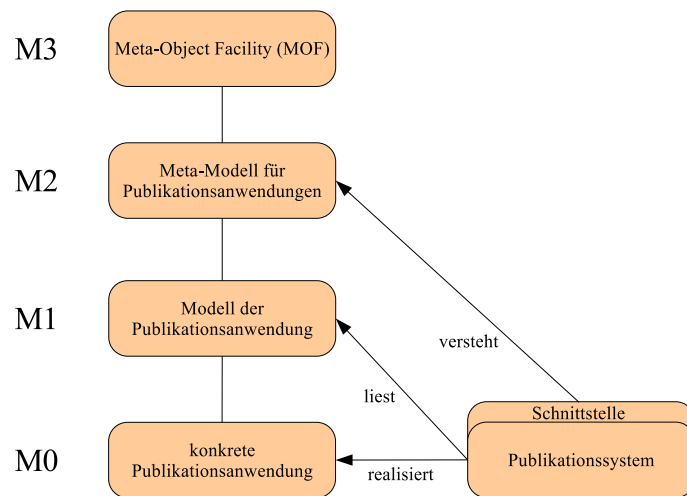 M3
Meta-Object Facility (MOF)
M2
Meta-Modell für
Publikationsanwendungen
M1
Modell der
Publikationsanwendung
versteht
liest
Schnittstelle
M0
konkrete
Publikationsanwendung
realisiert
Publikationssystem